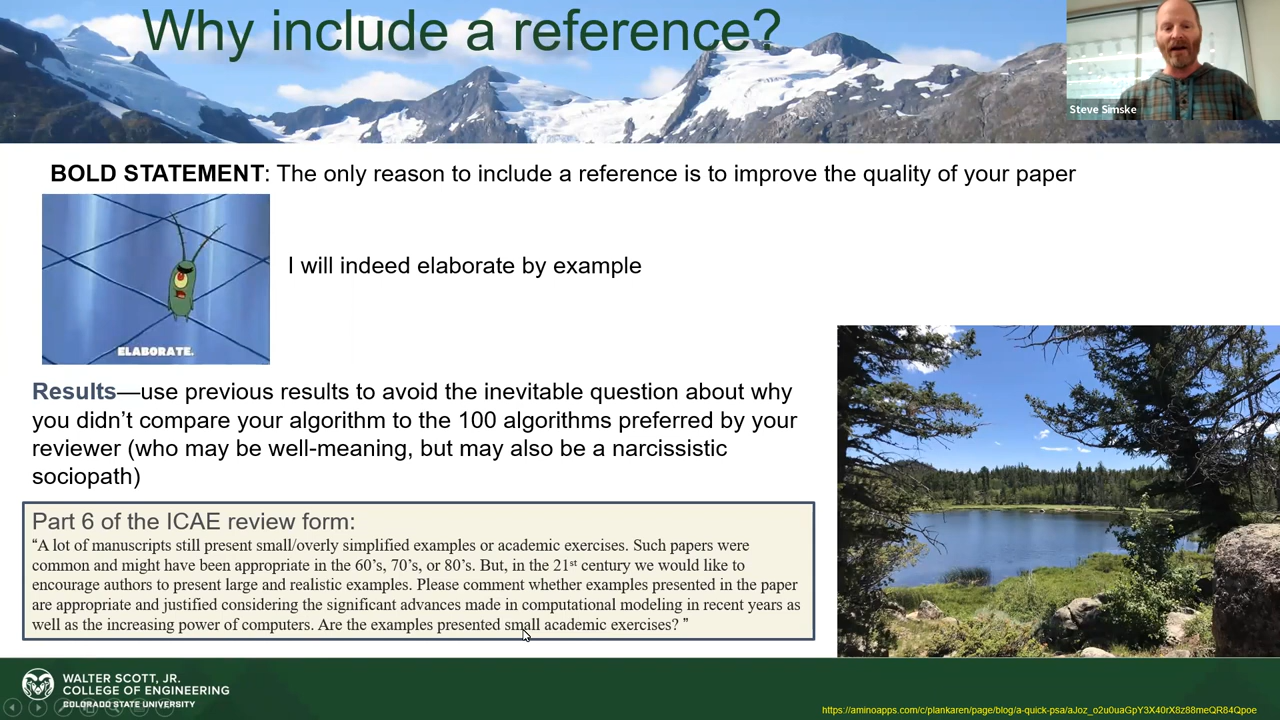 Why include a reference?
Steve Simske
BOLD STATEMENT: The only reason to include a reference is to improve the quality of your paper
ELABORATE.
I will indeed elaborate by example
Results—use previous results to avoid the inevitable question about why
you didn’t compare your algorithm to the 100 algorithms preferred by your
reviewer (who may be well-meaning, but may also be a narcissistic
sociopath)
Part 6 of the ICAE review form:
“A lot of manuscripts still present small/overly simplified examples or academic exercises. Such papers were
common and might have been appropriate in the 60’s, 70’s, or 80’s. But, in the 21st century we would like to
encourage authors to present large and realistic examples. Please comment whether examples presented in the paper
are appropriate and justified considering the significant advances made in computational modeling in recent years as
well as the increasing power of computers. Are the examples presented small academic exercises? ”
WALTER SCOTT, JR.
COLLEGE OF ENGINEERING
COLORADO STATE UNIVERSITY
https://aminoapps.com/c/plankaren/page/blog/a-quick-psa/aJoz_o2u0uaGpY3X40rX8z88meQR84Qpoe